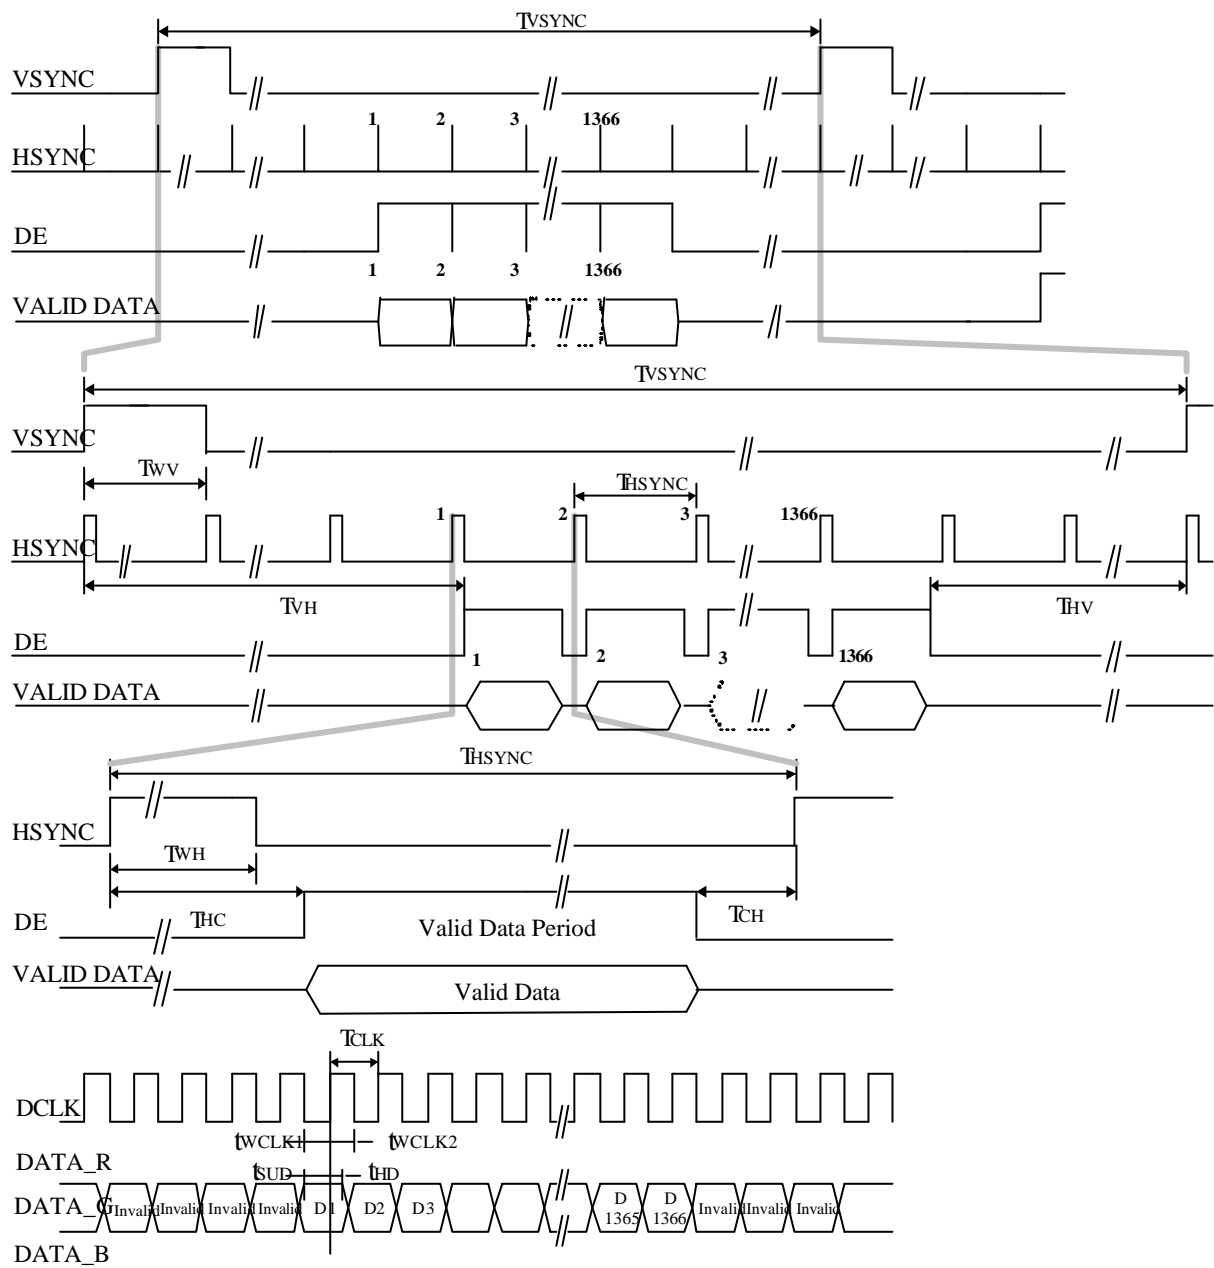 TVSYNC
VSYNC
1 2 3 1366
HSYNC
DE
1 2 3 1366
VALID DATA
TVSYNC
VSYNC
TWV
THSYNC
1 2 3 1366
HSYNC
TVH THV
DE
1 2 3 1366
VALID DATA
THSYNC
HSYNC
TWH
THC TCH
DE Valid Data Period
VALID DATA
Valid Data
TCLK
DCLK
tWCLK1 tWCLK2
DATA_R
tSUD tHD
DATA_G Invalid Invalid Invalid Invalid D1 D2 D3 D 1365 D 1366 Invalid Invalid Invalid
DATA_B